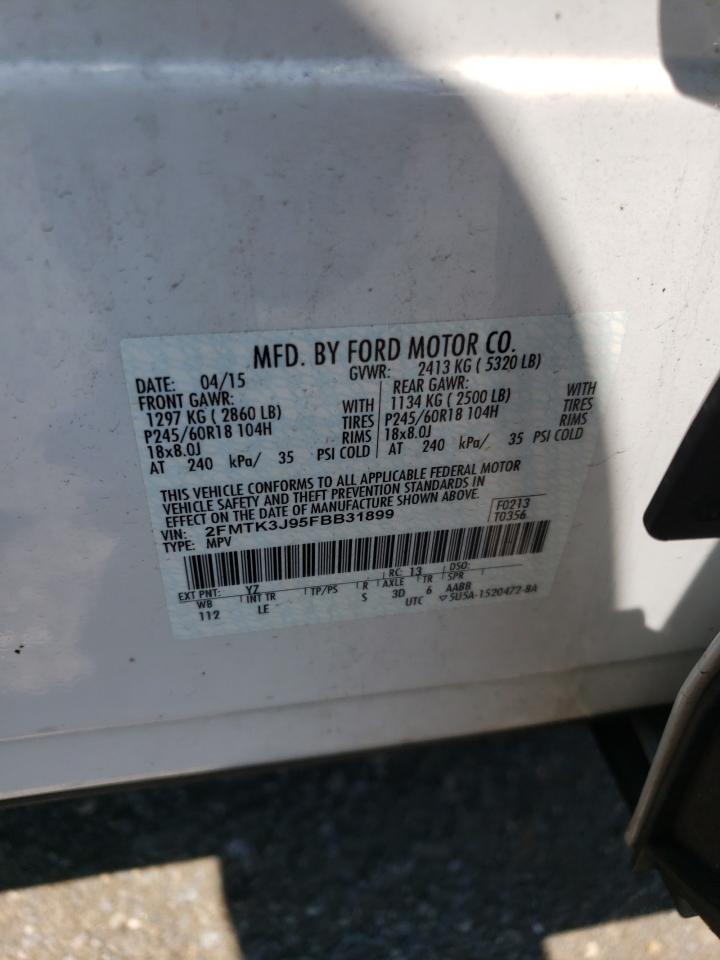 MFD. BY FORD MOTOR CO.
DATE: 04/15 GVWR: 2413 KG ( 5320 LB)
FRONT GAWR: REAR GAWR:
1297 KG ( 2860 LB) WITH 1134 KG ( 2500 LB) WITH
P245/60R18 104H TIRES P245/60R18 104H TIRES
18x8.0J RIMS 18x8.0J RIMS
AT 240 kPa/ 35 PSI COLD AT 240 kPa/ 35 PSI COLD
THIS VEHICLE CONFORMS TO ALL APPLICABLE FEDERAL MOTOR
VEHICLE SAFETY AND THEFT PREVENTION STANDARDS IN
EFFECT ON THE DATE OF MANUFACTURE SHOWN ABOVE.
VIN: 2FMTK3J95FBB31899 F0213
TYPE: MPV T0356
EXT PNT: YZ RC: 13 DSO:
WB INT TR TP/PS R AXLE TR SPR
112 LE S 3D 6 AABB
UTC ▽5U5A-1520472-BA